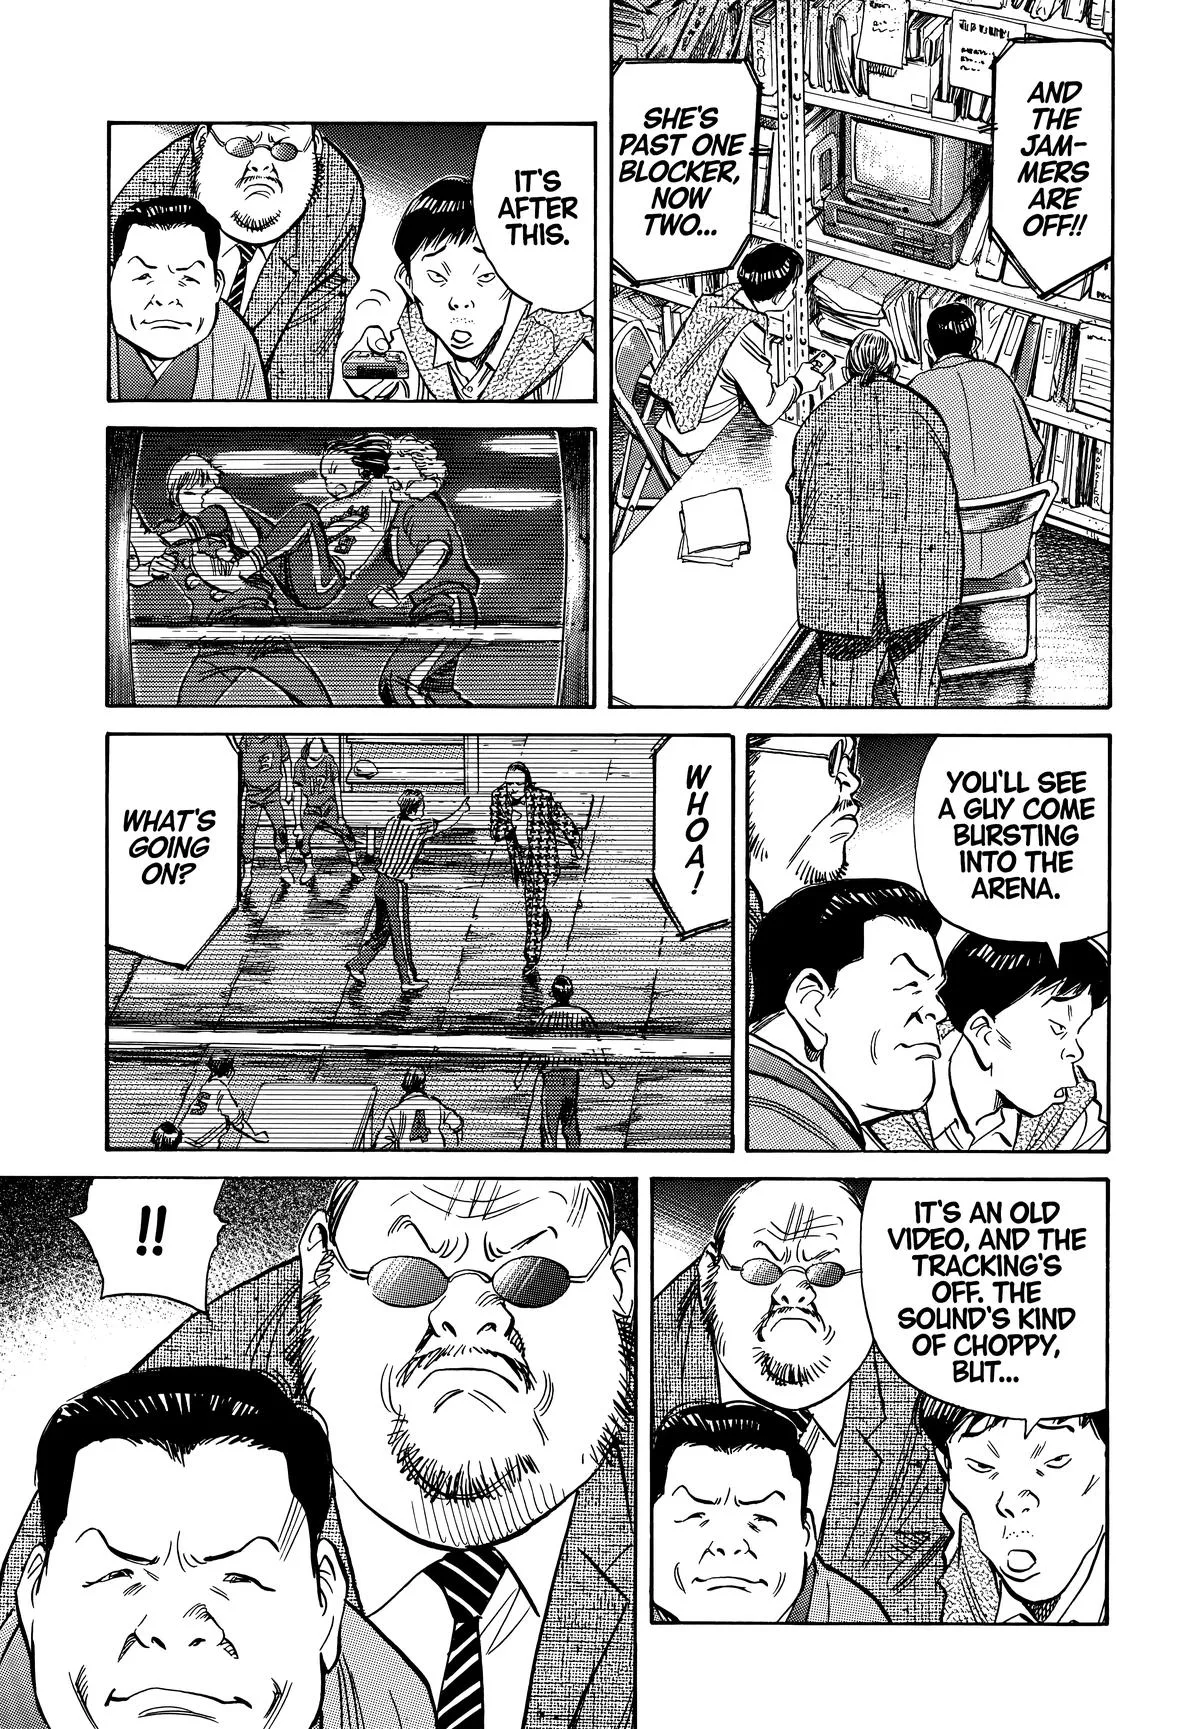 AND
THE
JAM-
MERS ARE
OFF!!
SHE'S
PAST ONE
BLOCKER,
NOW
TWO...
IT'S
AFTER
THIS.
YOU'LL SEE
A GUY COME
BURSTING
INTO THE
ARENA.
WHOA!
WHAT'S
GOING
ON?
IT'S AN OLD
VIDEO, AND THE
TRACKING'S
OFF. THE
SOUND'S KIND
OF CHOPPY,
BUT...
!!